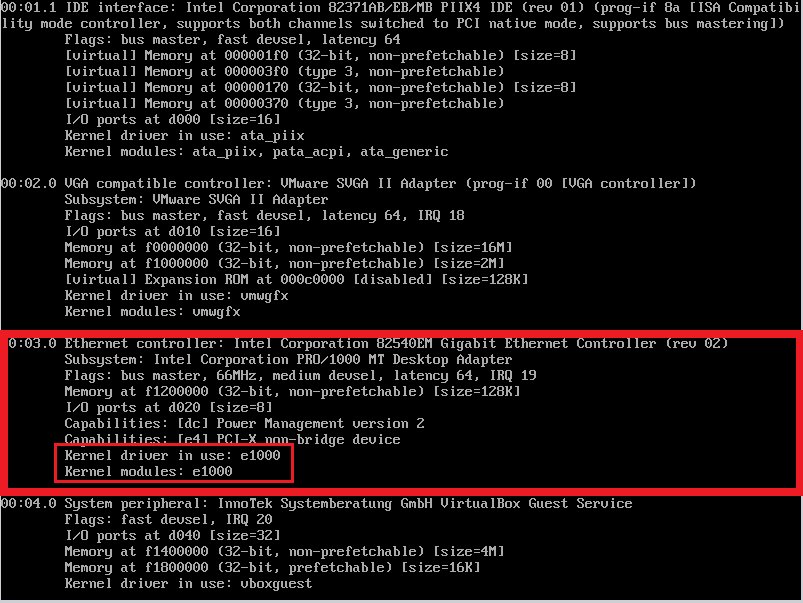 00:01.1 IDE interface: Intel Corporation 82371AB/EB/MB PIIX4 IDE (rev 01) (prog-if 8a [ISA Compatibi
lity mode controller, supports both channels switched to PCI native mode, supports bus mastering])
Flags: bus master, fast devsel, latency 64
[virtual] Memory at 000001f0 (32-bit, non-prefetchable) [size=8]
[virtual] Memory at 000003f0 (type 3, non-prefetchable)
[virtual] Memory at 00000170 (32-bit, non-prefetchable) [size=8]
[virtual] Memory at 00000370 (type 3, non-prefetchable)
I/O ports at d000 [size=16]
Kernel driver in use: ata_piix
Kernel modules: ata_piix, pata_acpi, ata_generic
00:02.0 VGA compatible controller: VMware SVGA II Adapter (prog-if 00 [VGA controller])
Subsystem: VMware SVGA II Adapter
Flags: bus master, fast devsel, latency 64, IRQ 18
I/O ports at d010 [size=16]
Memory at f0000000 (32-bit, non-prefetchable) [size=16M]
Memory at f1000000 (32-bit, non-prefetchable) [size=2M]
[virtual] Expansion ROM at 000c0000 [disabled] [size=128K]
Kernel driver in use: vmwgfx
Kernel modules: vmwgfx
0:03.0 Ethernet controller: Intel Corporation 82540EM Gigabit Ethernet Controller (rev 02)
Subsystem: Intel Corporation PRO/1000 MT Desktop Adapter
Flags: bus master, 66MHz, medium devsel, latency 64, IRQ 19
Memory at f1200000 (32-bit, non-prefetchable) [size=128K]
I/O ports at d020 [size=8]
Capabilities: [dc] Power Management version 2
Capabilities: [e4] PCI-X non-bridge device
Kernel driver in use: e1000
Kernel modules: e1000
00:04.0 System peripheral: InnoTek Systemberatung GmbH VirtualBox Guest Service
Flags: fast devsel, IRQ 20
I/O ports at d040 [size=32]
Memory at f1400000 (32-bit, non-prefetchable) [size=4M]
Memory at f1800000 (32-bit, prefetchable) [size=16K]
Kernel driver in use: vboxguest